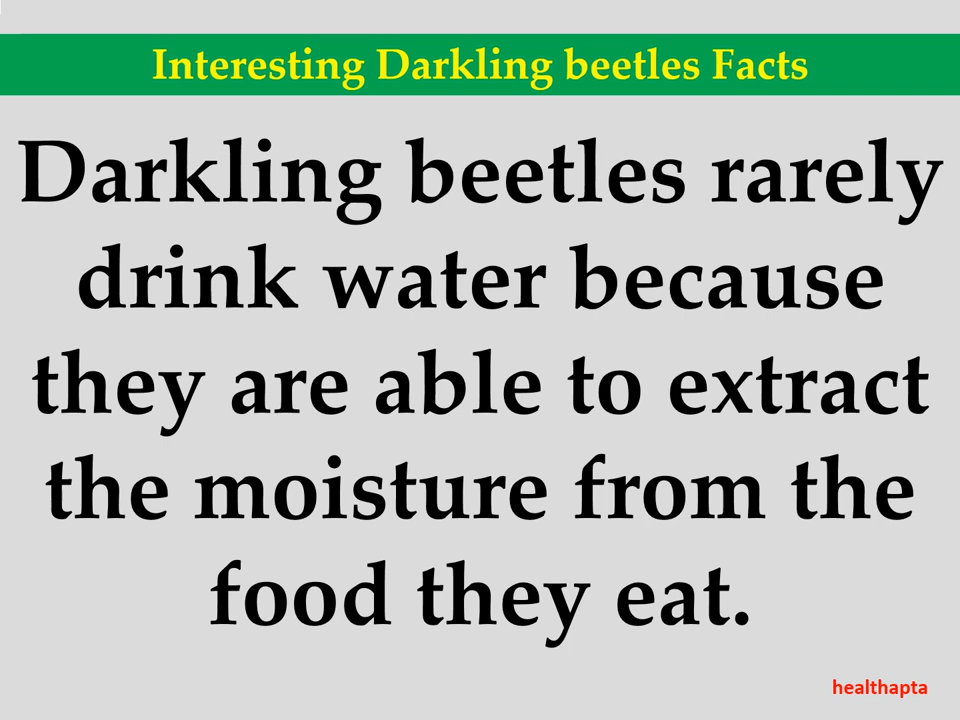 Interesting Darkling beetles Facts
Darkling beetles rarely
drink water because
they are able to extract
the moisture from the
food they eat.
healthapta